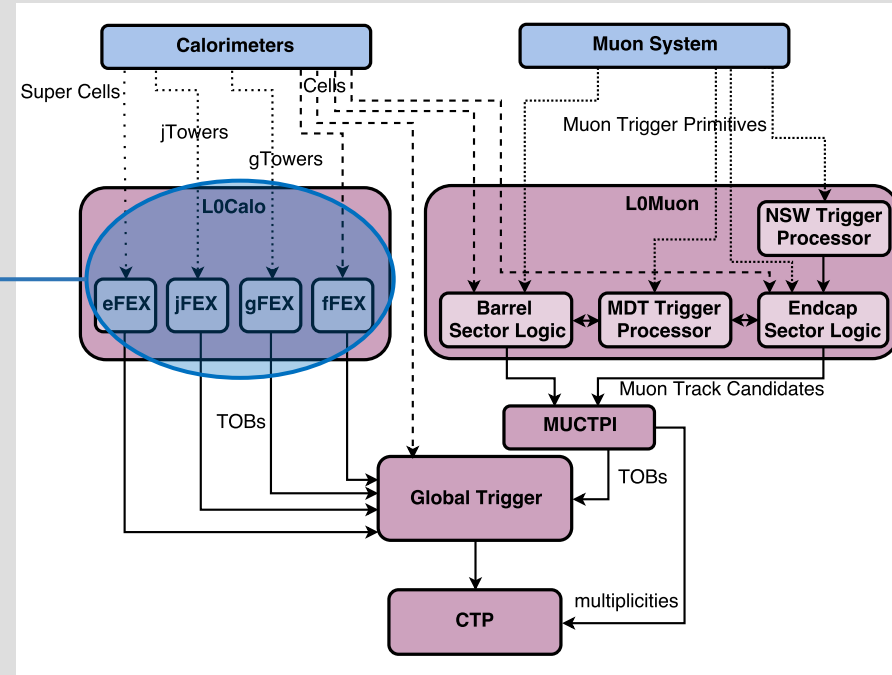 Calorimeters
Muon System
Super Cells
Cells
jTowers
Muon Trigger Primitives
gTowers
L0Calo
L0Muon
NSW Trigger
Processor
eFEX
jFEX
gFEX
fFEX
Barrel
Sector Logic
MDT Trigger
Processor
Endcap
Sector Logic
Muon Track Candidates
TOBs
MUCTPI
TOBs
Global Trigger
multiplicities
CTP